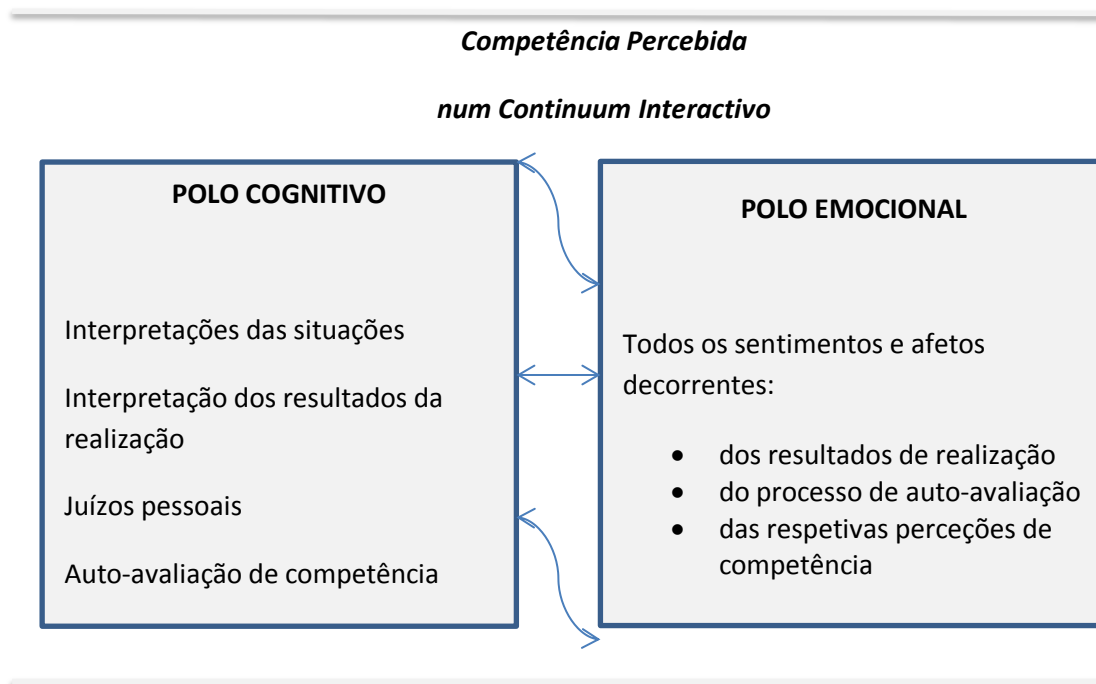 Competência Percebida
num Continuum Interactivo
POLO COGNITIVO
Interpretações das situações
Interpretação dos resultados da
realização
Juízos pessoais
Auto-avaliação de competência
POLO EMOCIONAL
Todos os sentimentos e afetos
decorrentes:
• dos resultados de realização
• do processo de auto-avaliação
• das respetivas perceções de
competência